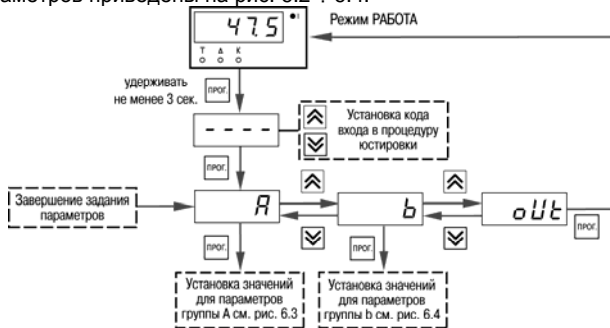 47.5
Режим РАБОТА
Т Δ К
удерживать
не менее 3 сек.
ПРОГ.
- - - -
Установка кода
входа в процедуру
юстировки
ПРОГ.
Завершение задания
параметров
A
b
oUt
ПРОГ.
ПРОГ.
ПРОГ.
Установка значений
для параметров
группы А см. рис. 6.3
Установка значений
для параметров
группы b см. рис. 6.4